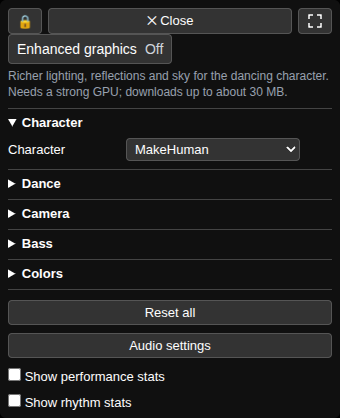 🔒 ✕ Close
Enhanced graphics Off
Richer lighting, reflections and sky for the dancing character.
Needs a strong GPU; downloads up to about 30 MB.
▼ Character
Character MakeHuman
▶ Dance
▶ Camera
▶ Bass
▶ Colors
Reset all
Audio settings
Show performance stats
Show rhythm stats